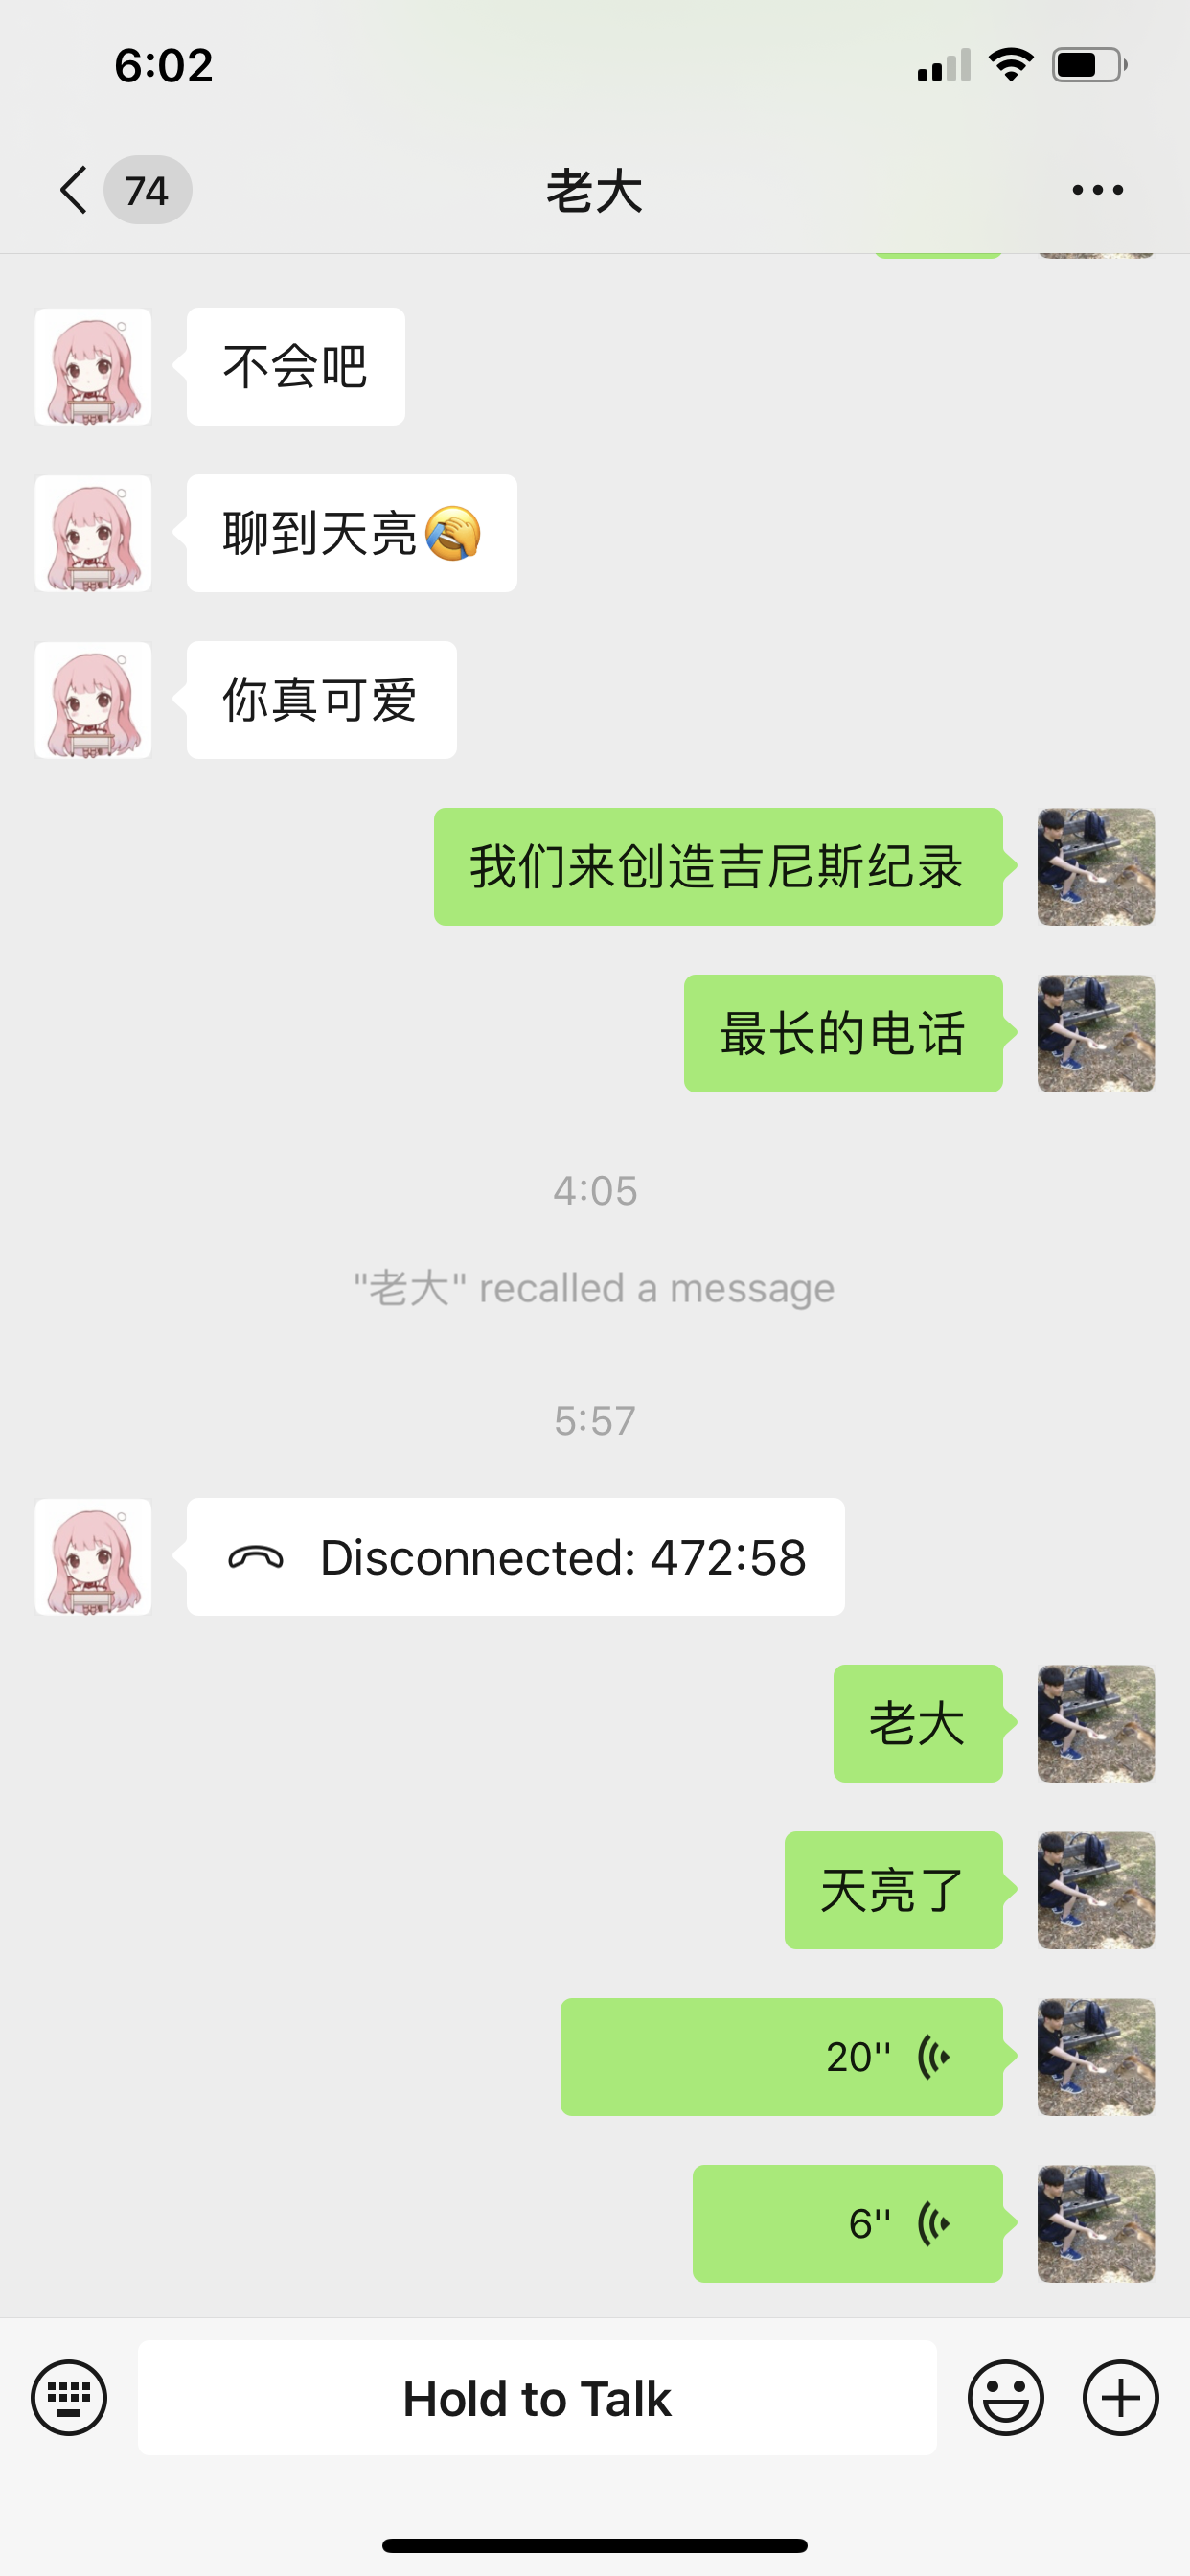 6:02
74
老大
不会吧
聊到天亮🤣
你真可爱
我们来创造吉尼斯纪录
最长的电话
4:05
"老大" recalled a message
5:57
Disconnected: 472:58
老大
天亮了
20"
6"
Hold to Talk